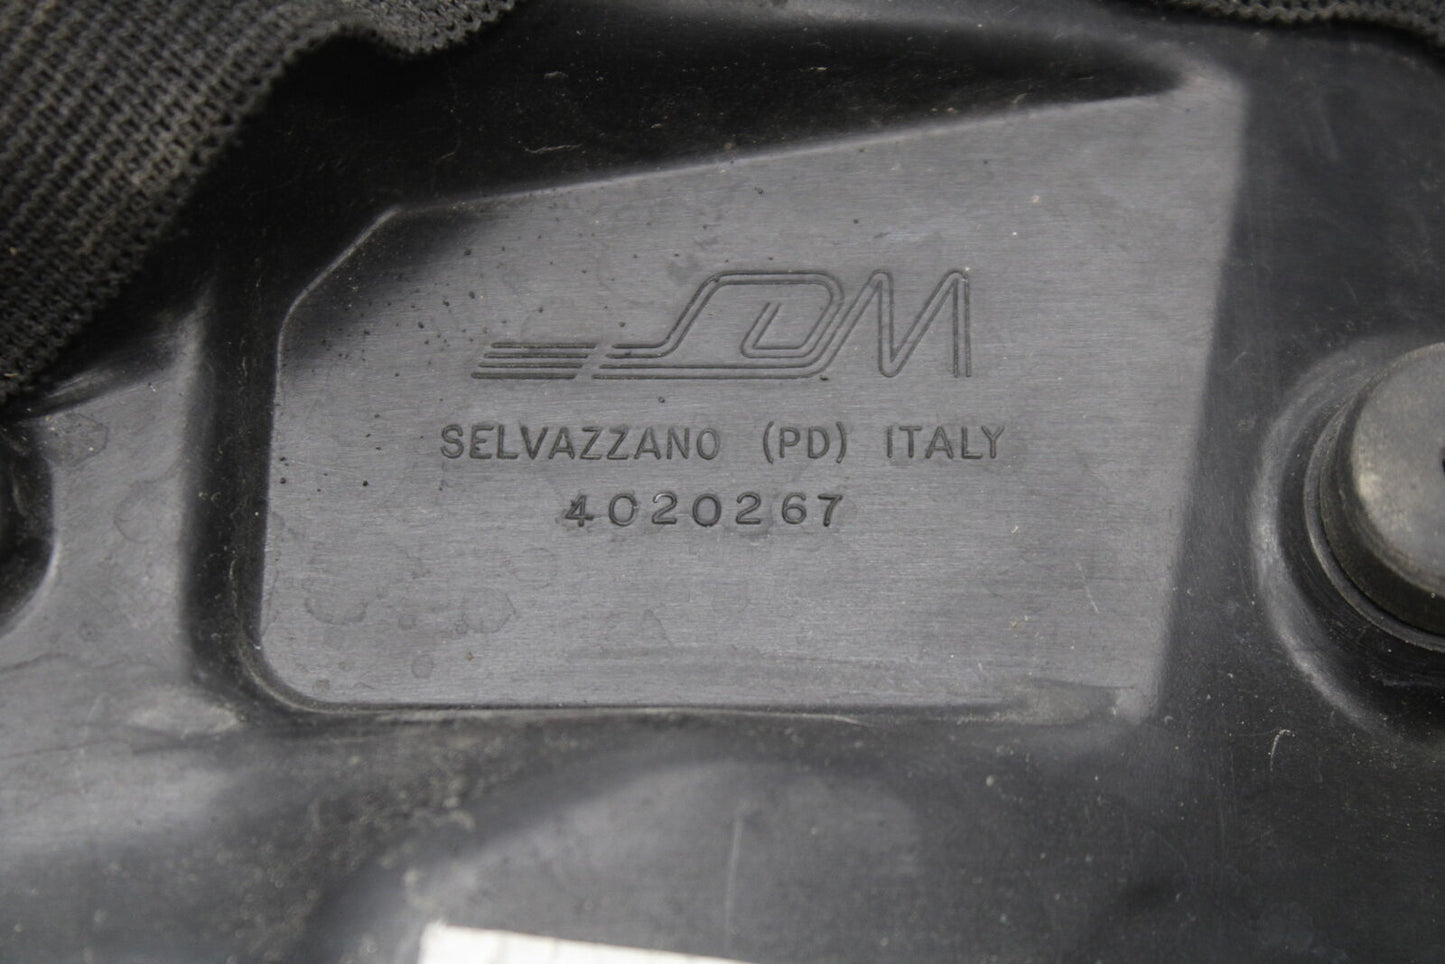 SDM
SELVAZZANO (PD) ITALY
4020267